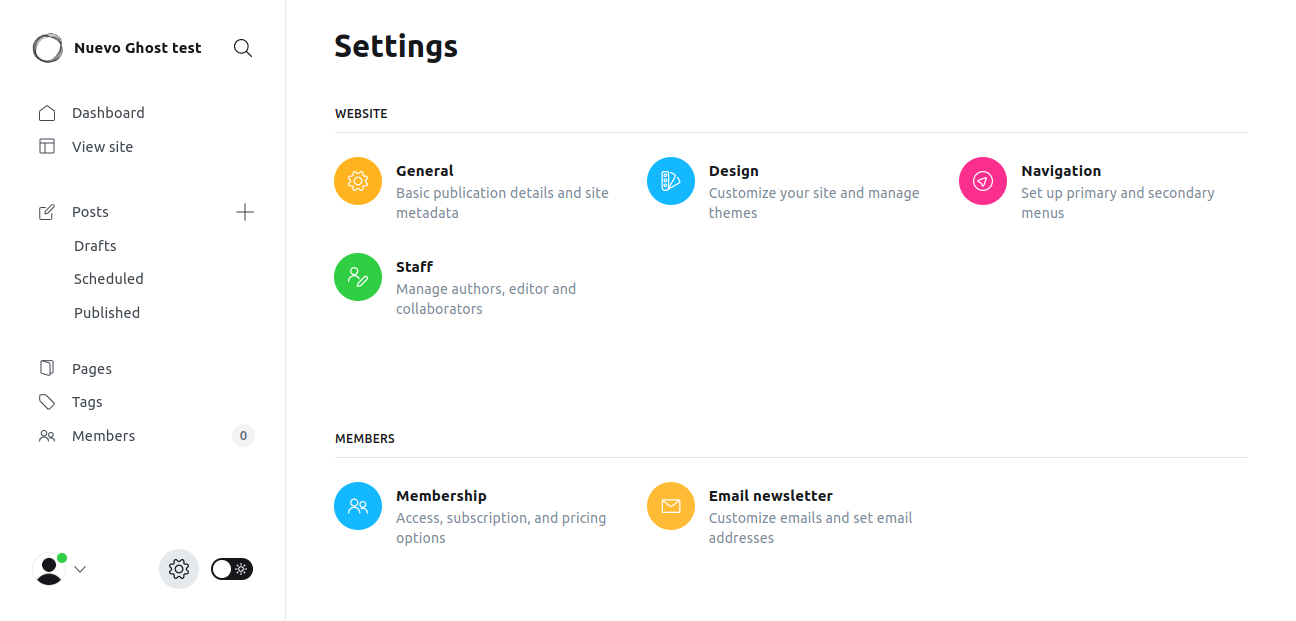 Nuevo Ghost test
Dashboard
View site
Posts
Drafts
Scheduled
Published
Pages
Tags
Members 0
Settings
WEBSITE
General
Basic publication details and site
metadata
Design
Customize your site and manage
themes
Navigation
Set up primary and secondary
menus
Staff
Manage authors, editor and
collaborators
MEMBERS
Membership
Access, subscription, and pricing
options
Email newsletter
Customize emails and set email
addresses